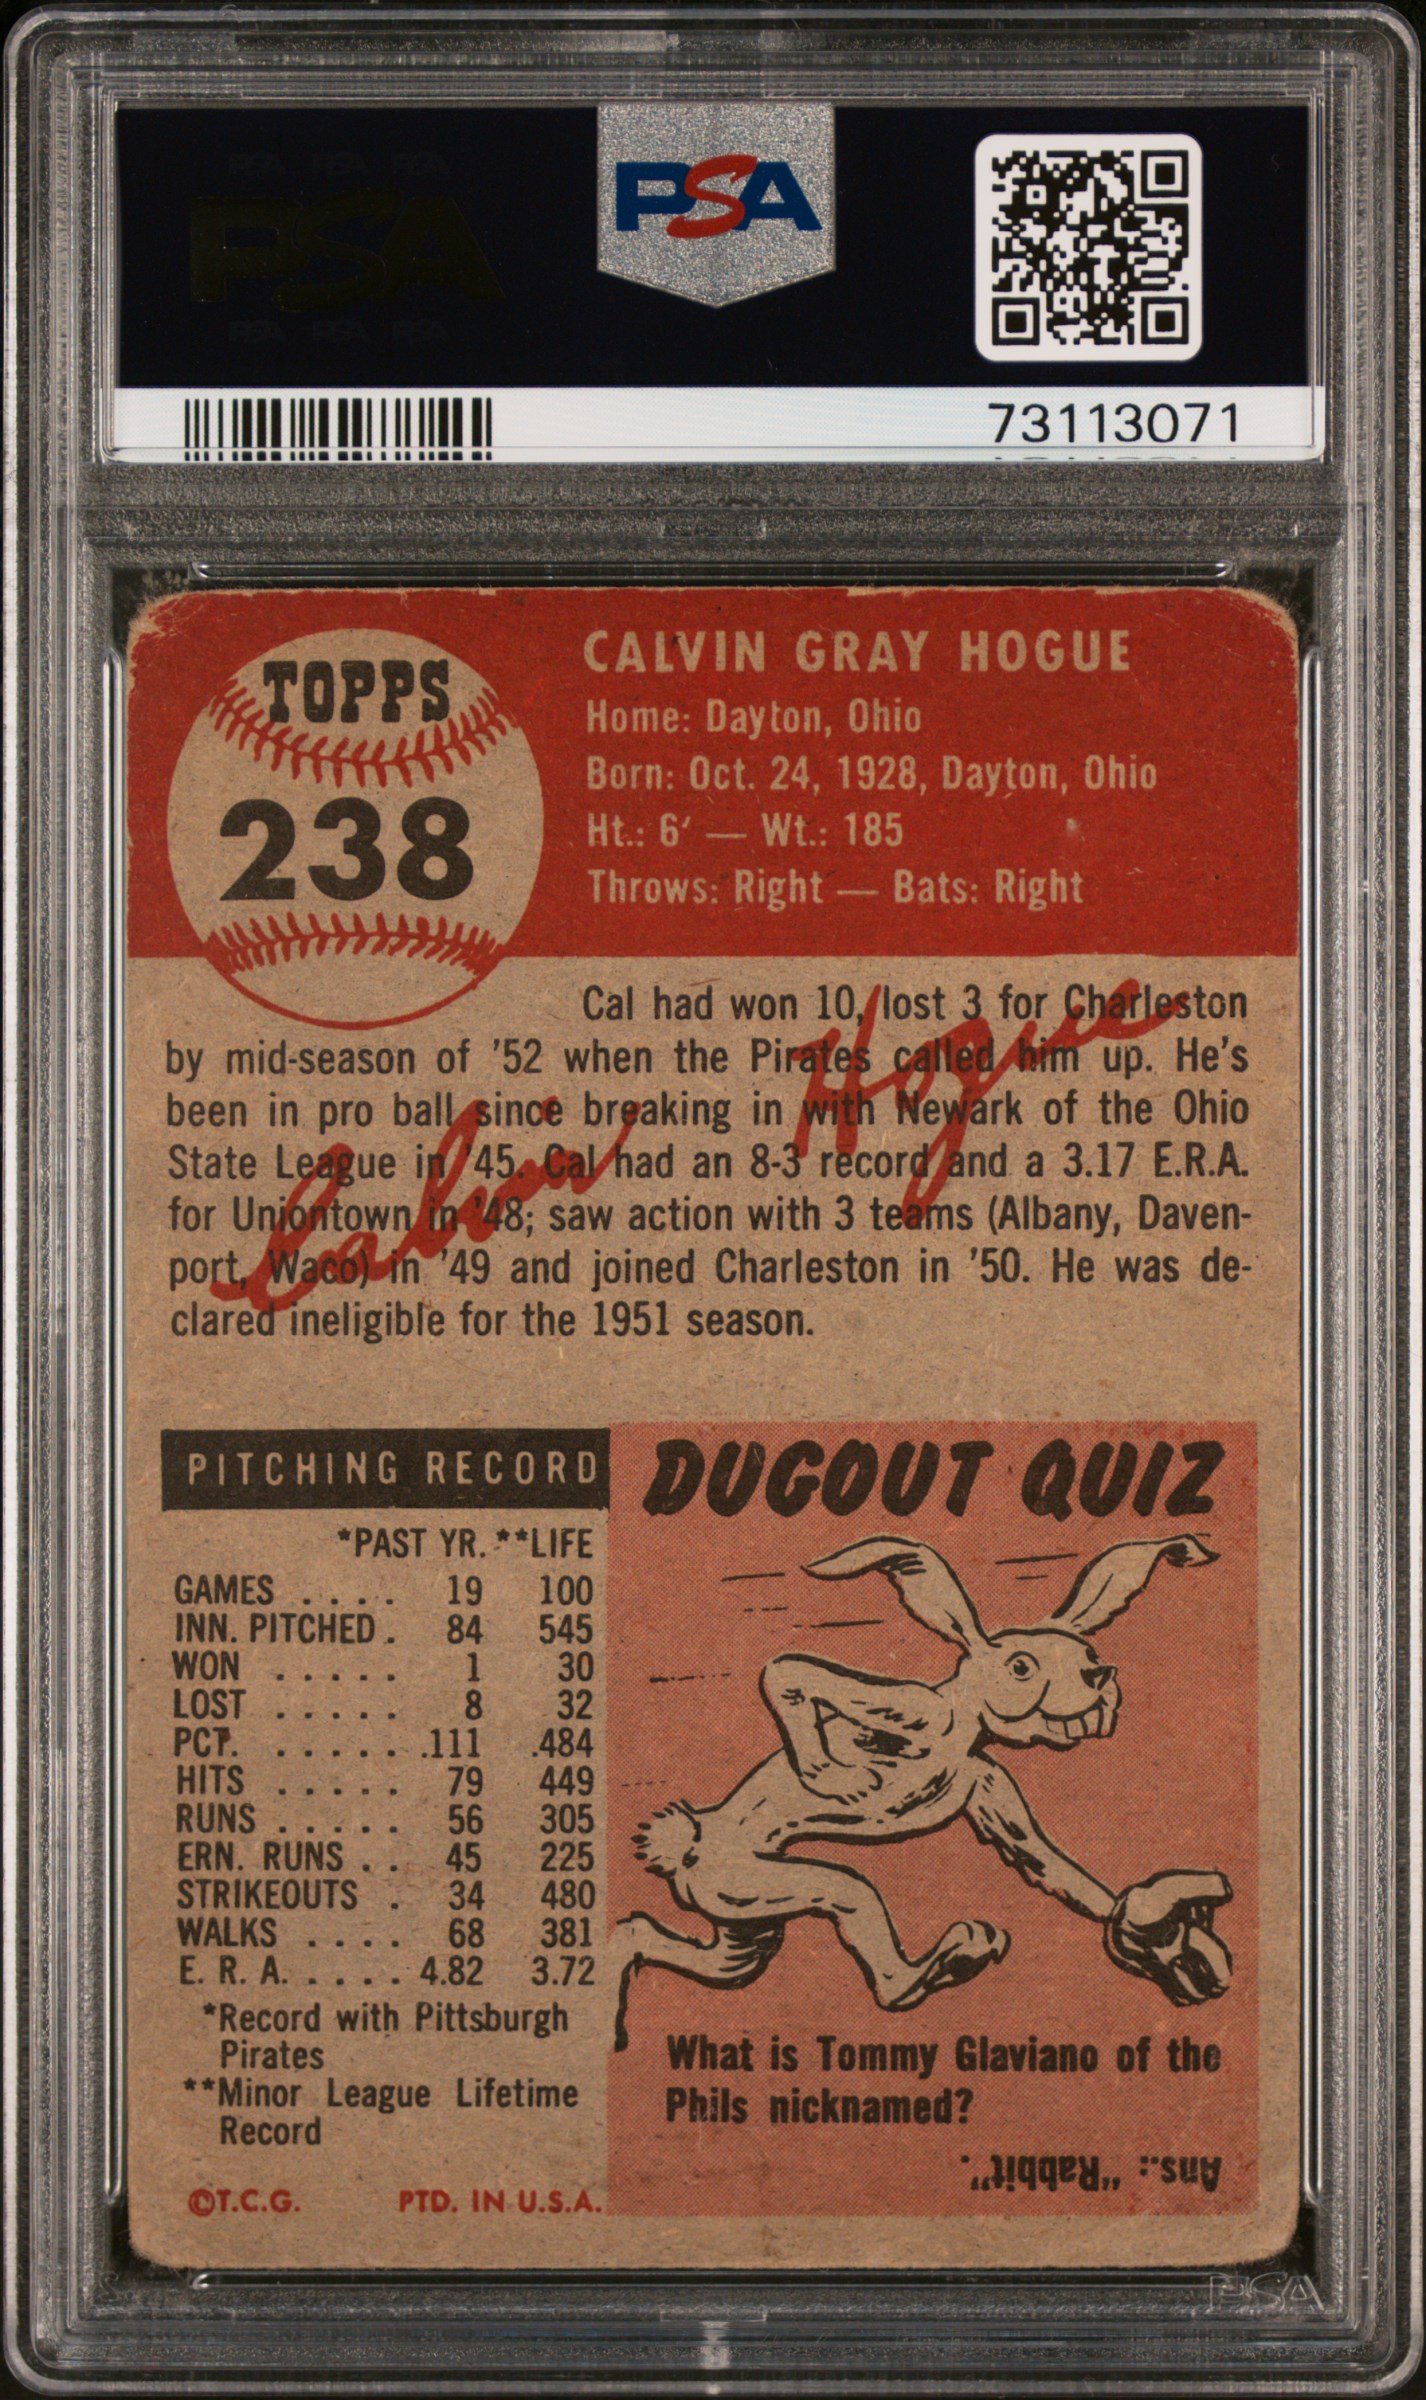 PSA PSA PSA
PSA
PSA PSA PSA
PSA
73113071
TOPPS
238
CALVIN GRAY HOGUE
Home: Dayton, Ohio
Born: Oct. 24, 1928, Dayton, Ohio
Ht.: 6' — Wt.: 185
Throws: Right — Bats: Right
Cal had won 10, lost 3 for Charleston
by mid-season of '52 when the Pirates called him up. He's
been in pro ball since breaking in with Newark of the Ohio
State League in '45. Cal had an 8-3 record and a 3.17 E.R.A.
for Uniontown in '48; saw action with 3 teams (Albany, Daven-
port, Waco) in '49 and joined Charleston in '50. He was de-
clared ineligible for the 1951 season.
Calvin Hogue
PITCHING RECORD
*PAST YR. **LIFE
GAMES . . . . 19 100
INN. PITCHED . 84 545
WON . . . . . 1 30
LOST . . . . . 8 32
PCT. . . . . . . .111 .484
HITS . . . . . 79 449
RUNS . . . . . 56 305
ERN. RUNS . . 45 225
STRIKEOUTS . 34 480
WALKS . . . . 68 381
E. R. A. . . . . . 4.82 3.72
*Record with Pittsburgh
Pirates
**Minor League Lifetime
Record
©T.C.G. PTD. IN U.S.A.
DUGOUT QUIZ
What is Tommy Glaviano of the
Phils nicknamed?
Ans.: "Rabbit".
PSA